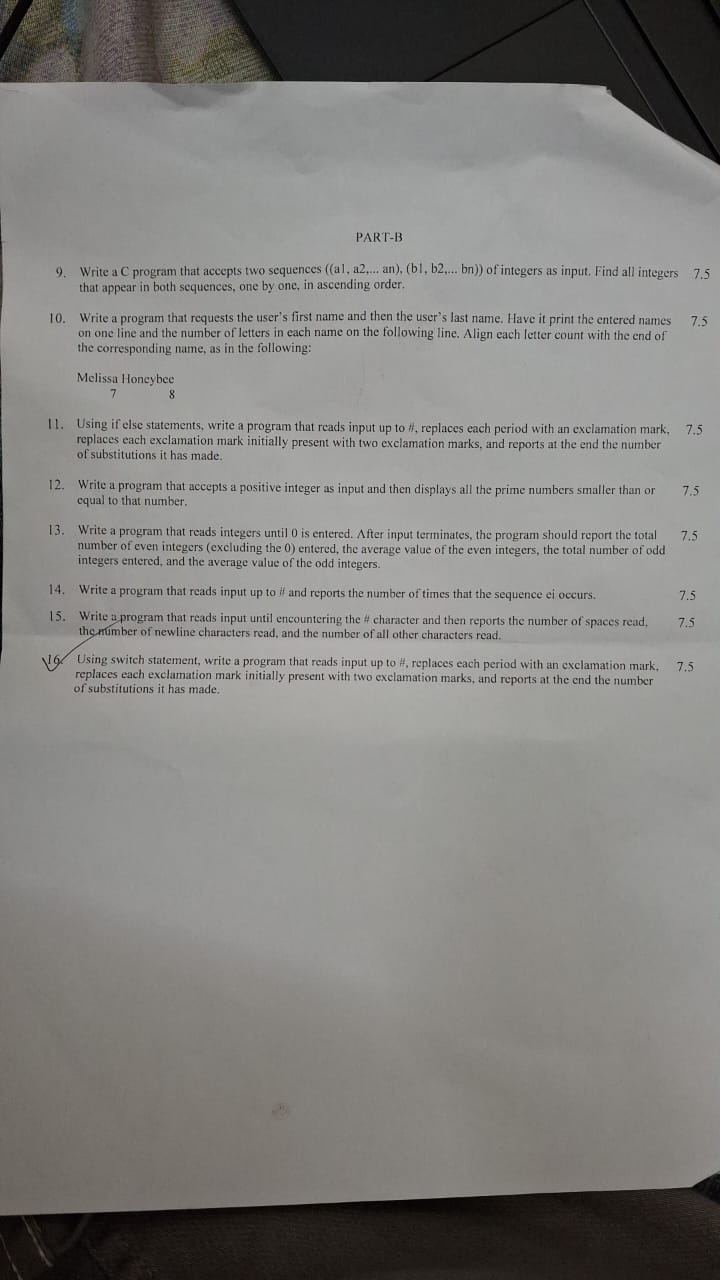 PART-B
9. Write a C program that accepts two sequences ((a1, a2,... an), (b1, b2,... bn)) of integers as input. Find all integers 7.5
that appear in both sequences, one by one, in ascending order.
10. Write a program that requests the user's first name and then the user's last name. Have it print the entered names 7.5
on one line and the number of letters in each name on the following line. Align each letter count with the end of
the corresponding name, as in the following:
Melissa Honeybee
7 8
11. Using if else statements, write a program that reads input up to #, replaces each period with an exclamation mark, 7.5
replaces each exclamation mark initially present with two exclamation marks, and reports at the end the number
of substitutions it has made.
12. Write a program that accepts a positive integer as input and then displays all the prime numbers smaller than or 7.5
equal to that number.
13. Write a program that reads integers until 0 is entered. After input terminates, the program should report the total 7.5
number of even integers (excluding the 0) entered, the average value of the even integers, the total number of odd
integers entered, and the average value of the odd integers.
14. Write a program that reads input up to # and reports the number of times that the sequence ei occurs. 7.5
15. Write a program that reads input until encountering the # character and then reports the number of spaces read, 7.5
the number of newline characters read, and the number of all other characters read.
16. Using switch statement, write a program that reads input up to #, replaces each period with an exclamation mark, 7.5
replaces each exclamation mark initially present with two exclamation marks, and reports at the end the number
of substitutions it has made.